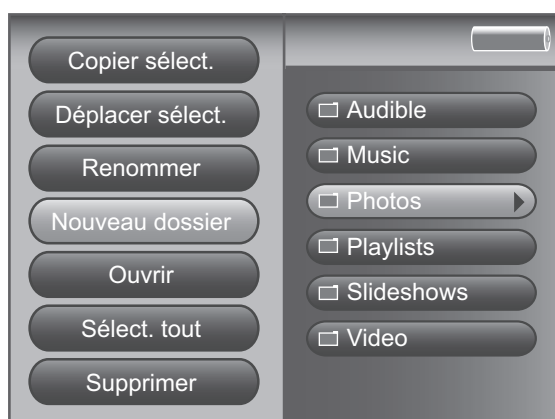 Copier sélect.
Déplacer sélect.
Renommer
Nouveau dossier
Ouvrir
Sélect. tout
Supprimer
Audible
Music
Photos
Playlists
Slideshows
Video